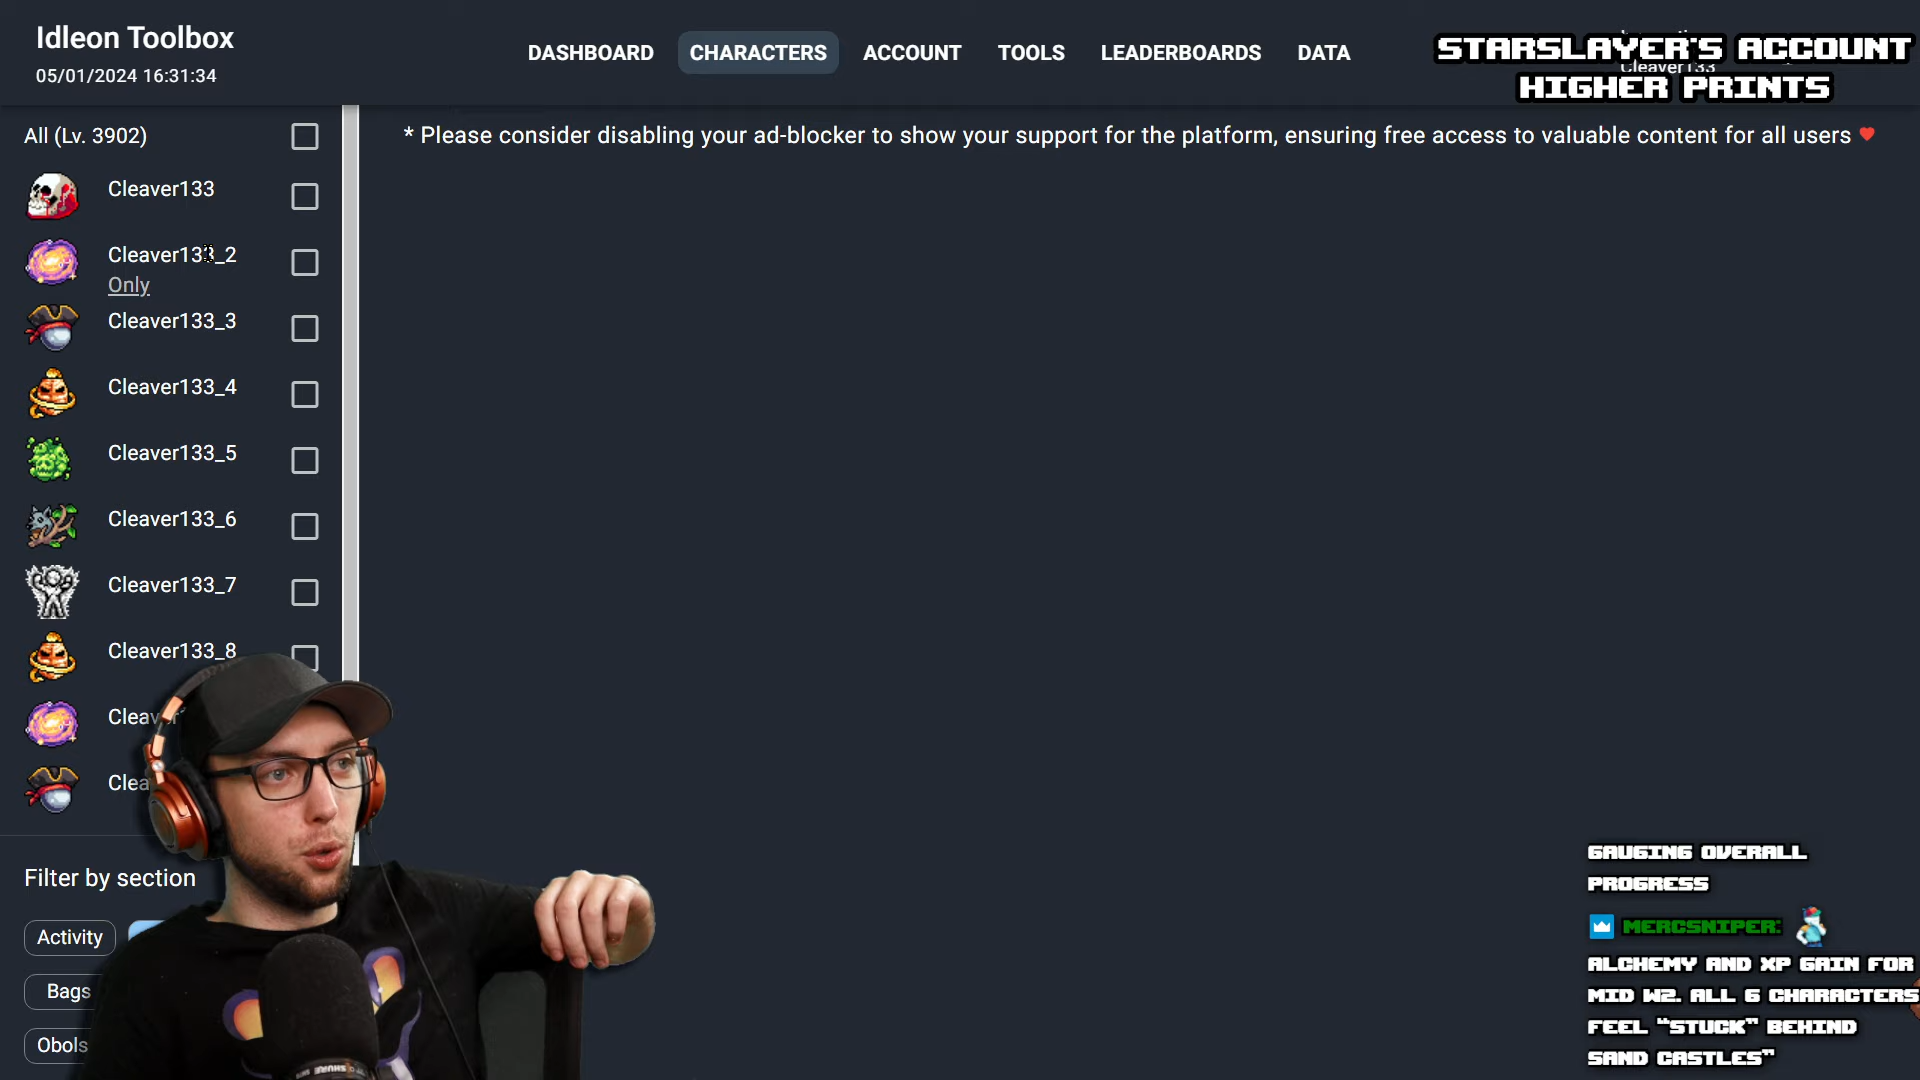 Idleon Toolbox
05/01/2024 16:31:34
DASHBOARD
CHARACTERS
ACCOUNT
TOOLS
LEADERBOARDS
DATA
STARSLAYER'S ACCOUNT
Cleaver133
HIGHER PRINTS
* Please consider disabling your ad-blocker to show your support for the platform, ensuring free access to valuable content for all users
All (Lv. 3902)
Cleaver133
Cleaver133_2
Only
Cleaver133_3
Cleaver133_4
Cleaver133_5
Cleaver133_6
Cleaver133_7
Cleaver133_8
Filter by section
Activity
Bags
Obols
GAUGING OVERALL
PROGRESS
MERCSNIPER:
ALCHEMY AND XP GAIN FOR
MID W2. ALL 6 CHARACTERS
FEEL "STUCK" BEHIND
SAND CASTLES"